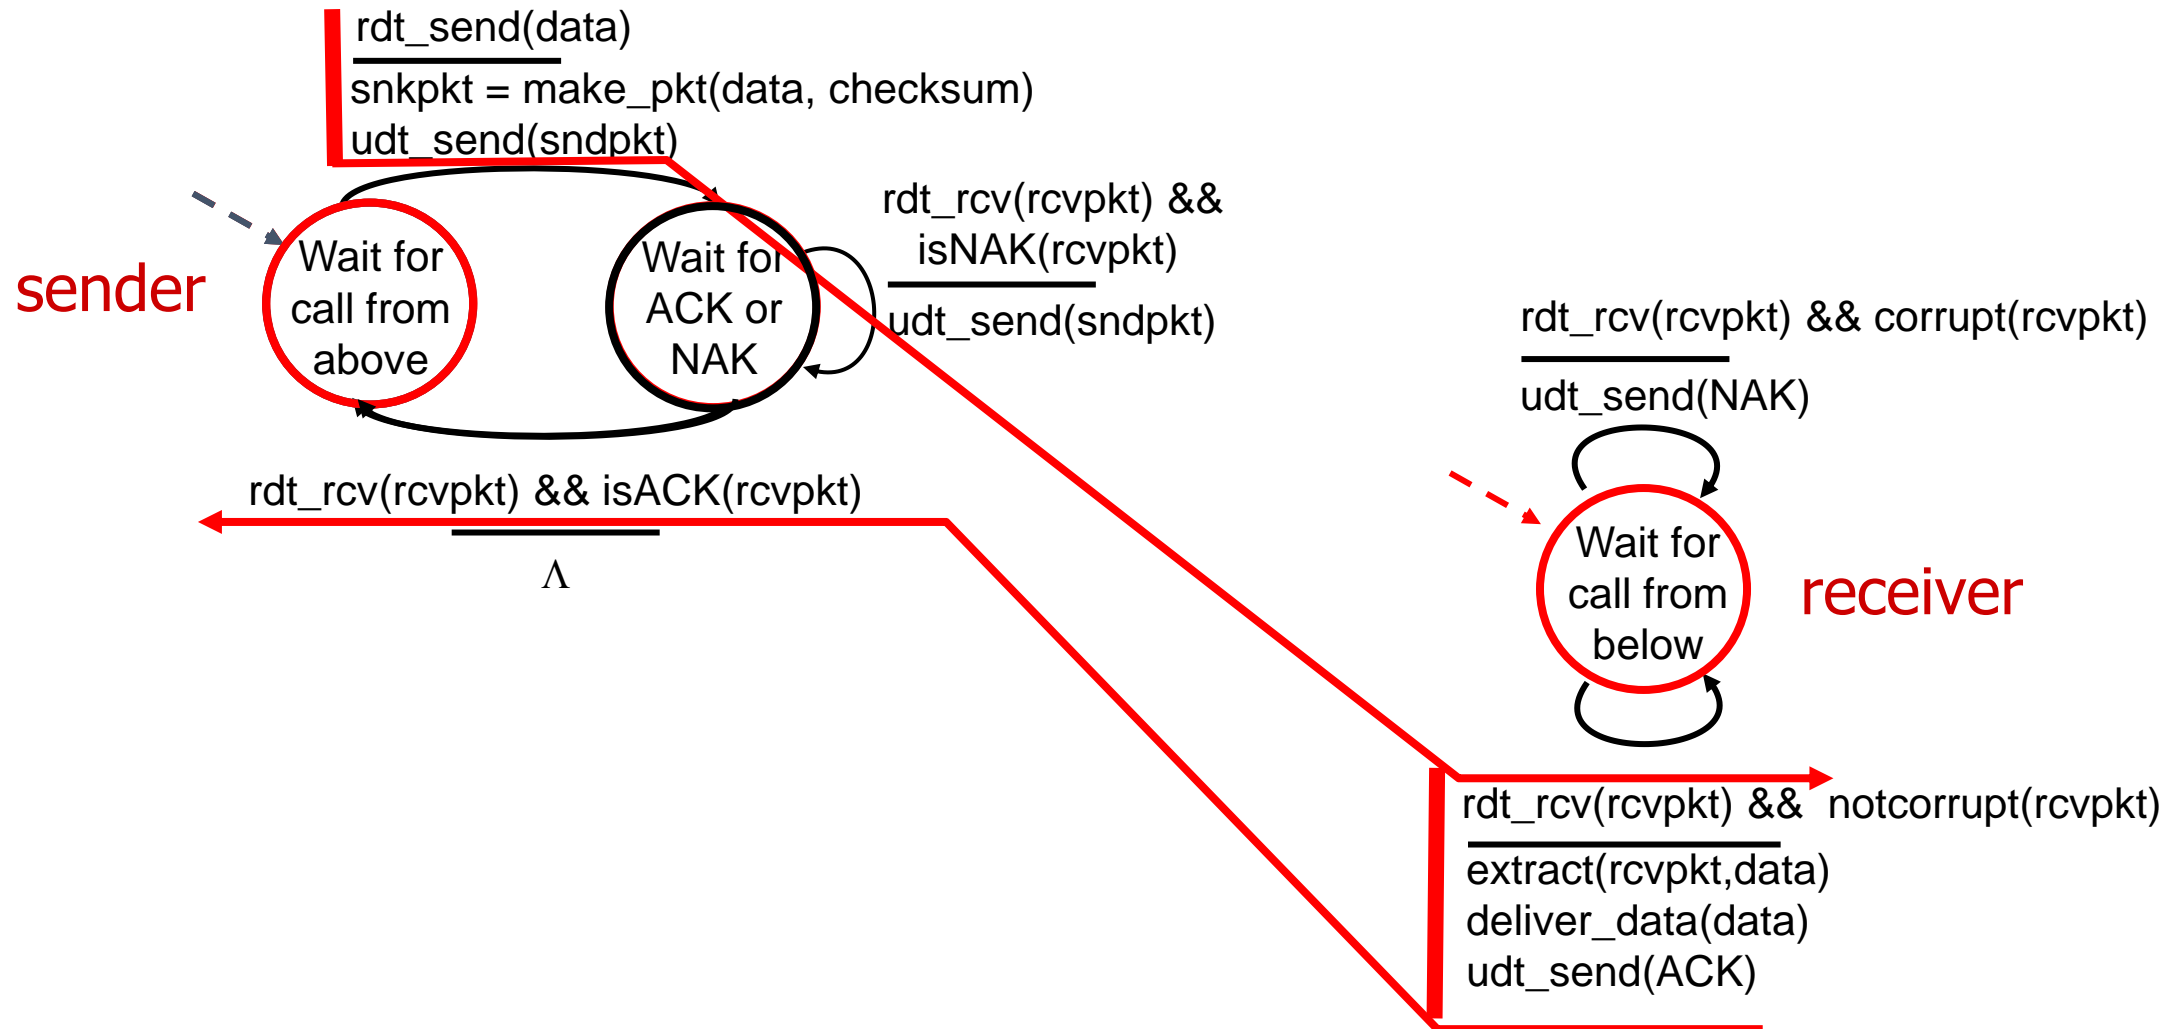 rdt_send(data)
snkpkt = make_pkt(data, checksum)
udt_send(sndpkt)
sender
Wait for
call from
above
Wait for
ACK or
NAK
rdt_rcv(rcvpkt) &&
isNAK(rcvpkt)
udt_send(sndpkt)
rdt_rcv(rcvpkt) && isACK(rcvpkt)
Λ
rdt_rcv(rcvpkt) && corrupt(rcvpkt)
udt_send(NAK)
Wait for
call from
below
receiver
rdt_rcv(rcvpkt) && notcorrupt(rcvpkt)
extract(rcvpkt,data)
deliver_data(data)
udt_send(ACK)